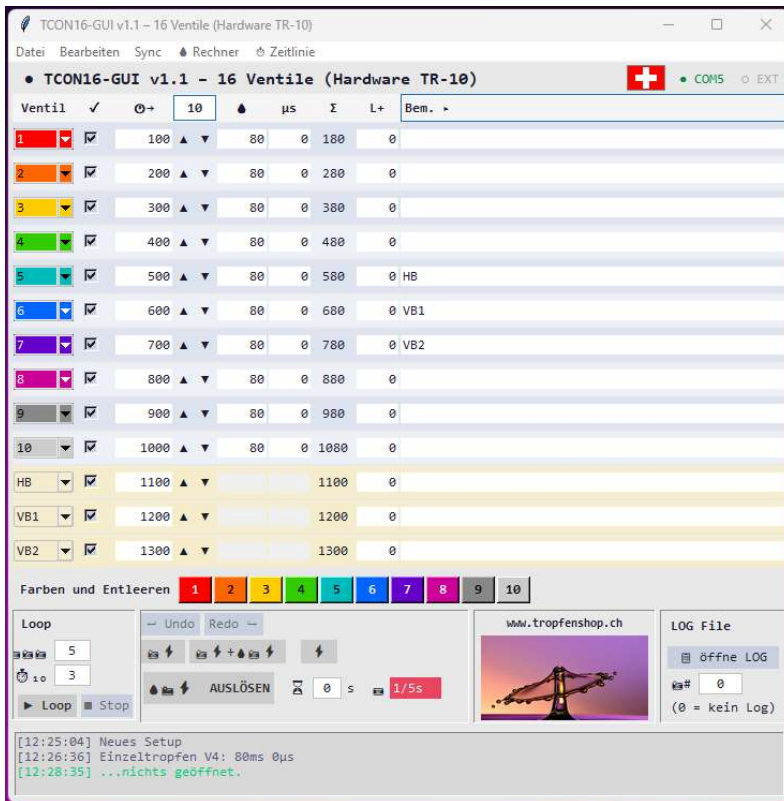 TCON16-GUI v1.1 – 16 Ventile (Hardware TR-10)
Datei Bearbeiten Sync Rechner Zeitlinie
● TCON16-GUI v1.1 – 16 Ventile (Hardware TR-10) ● COM5 ○ EXT
Ventil ✓ → 10 µs Σ L+ Bem. ▸
1 100 ▲ ▼ 80 0 180 0
2 200 ▲ ▼ 80 0 280 0
3 300 ▲ ▼ 80 0 380 0
4 400 ▲ ▼ 80 0 480 0
5 500 ▲ ▼ 80 0 580 0 HB
6 600 ▲ ▼ 80 0 680 0 VB1
7 700 ▲ ▼ 80 0 780 0 VB2
8 800 ▲ ▼ 80 0 880 0
9 900 ▲ ▼ 80 0 980 0
10 1000 ▲ ▼ 80 0 1080 0
HB 1100 ▲ ▼ 1100 0
VB1 1200 ▲ ▼ 1200 0
VB2 1300 ▲ ▼ 1300 0
Farben und Entleeren 1 2 3 4 5 6 7 8 9 10
Loop
5
10 3
► Loop ■ Stop
Undo Redo
+
AUSLÖSEN 0 s 1/5s
www.tropfenshop.ch
LOG File
öffne LOG
# 0
(0 = kein Log)
[12:25:04] Neues Setup
[12:26:36] Einzeltropfen V4: 80ms 0µs
[12:28:35] ...nichts geöffnet.